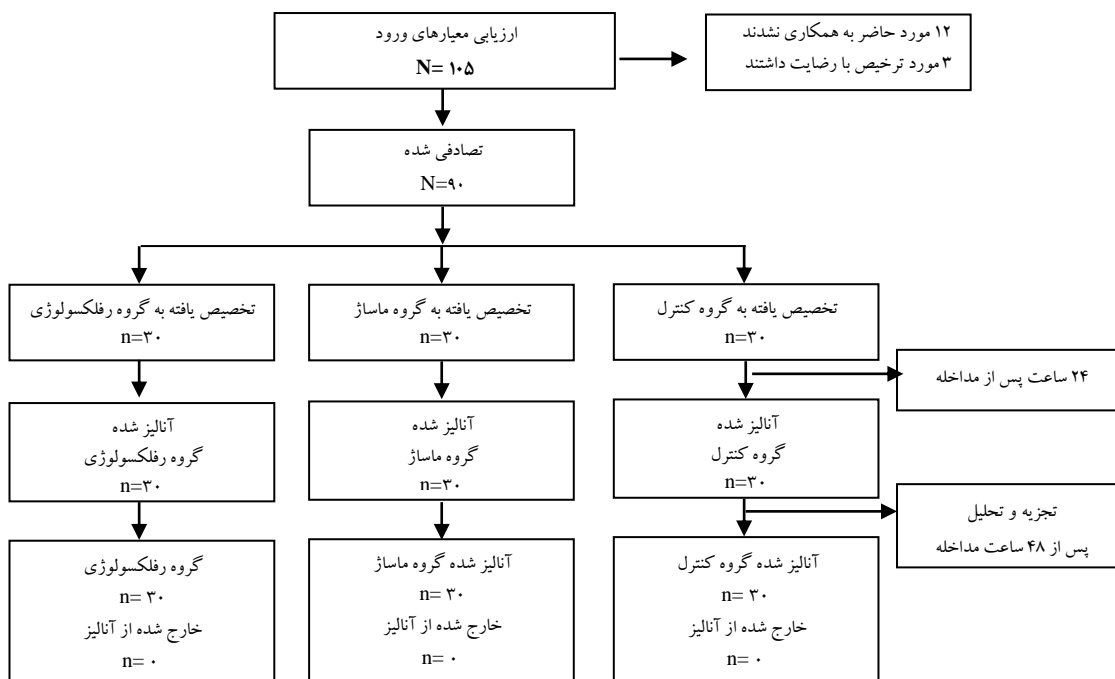 ارزیابی معیارهای ورود
N= ۱۰۵
۱۲ مورد حاضر به همکاری نشدند
۳ مورد ترخیص با رضایت داشتند
تصادفی شده
N=۹۰
تخصیص یافته به گروه کنترل
n=۳۰
تخصیص یافته به گروه ماساژ
n=۳۰
تخصیص یافته به گروه رفلکسولوژی
n=۳۰
۲۴ ساعت پس از مداخله
آنالیز شده
گروه کنترل
n=۳۰
آنالیز شده
گروه ماساژ
n=۳۰
آنالیز شده
گروه رفلکسولوژی
n=۳۰
تجزیه و تحلیل
پس از ۴۸ ساعت مداخله
آنالیز شده گروه کنترل
n= ۳۰
خارج شده از آنالیز
n= ۰
آنالیز شده گروه ماساژ
n= ۳۰
خارج شده از آنالیز
n= ۰
گروه رفلکسولوژی
n= ۳۰
خارج شده از آنالیز
n= ۰